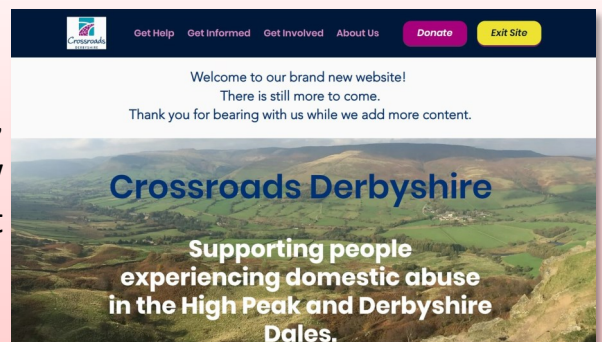 Crossroads
DERBYSHIRE
Get Help Get Informed Get Involved About Us Donate Exit Site
Welcome to our brand new website!
There is still more to come.
Thank you for bearing with us while we add more content.
Crossroads Derbyshire
Supporting people
experiencing domestic abuse
in the High Peak and Derbyshire
Dales.